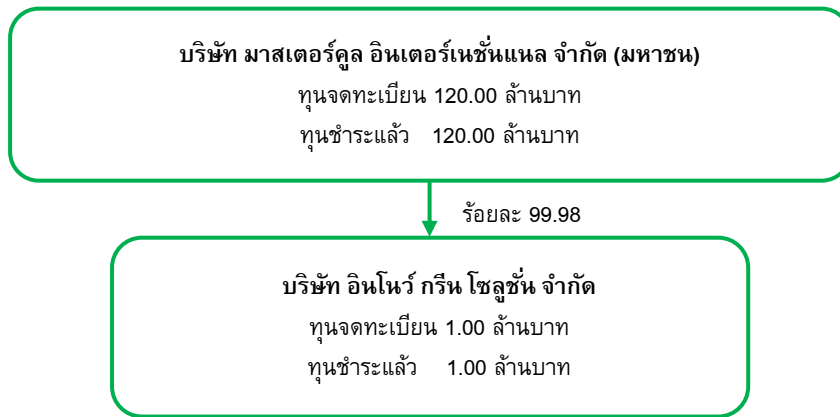 บริษัท มาสเตอร์คูล อินเตอร์เนชั่นแนล จำกัด (มหาชน)
ทุนจดทะเบียน 120.00 ล้านบาท
ทุนชำระแล้ว 120.00 ล้านบาท
ร้อยละ 99.98
บริษัท อินโนว์ กรีน โซลูชั่น จำกัด
ทุนจดทะเบียน 1.00 ล้านบาท
ทุนชำระแล้ว 1.00 ล้านบาท